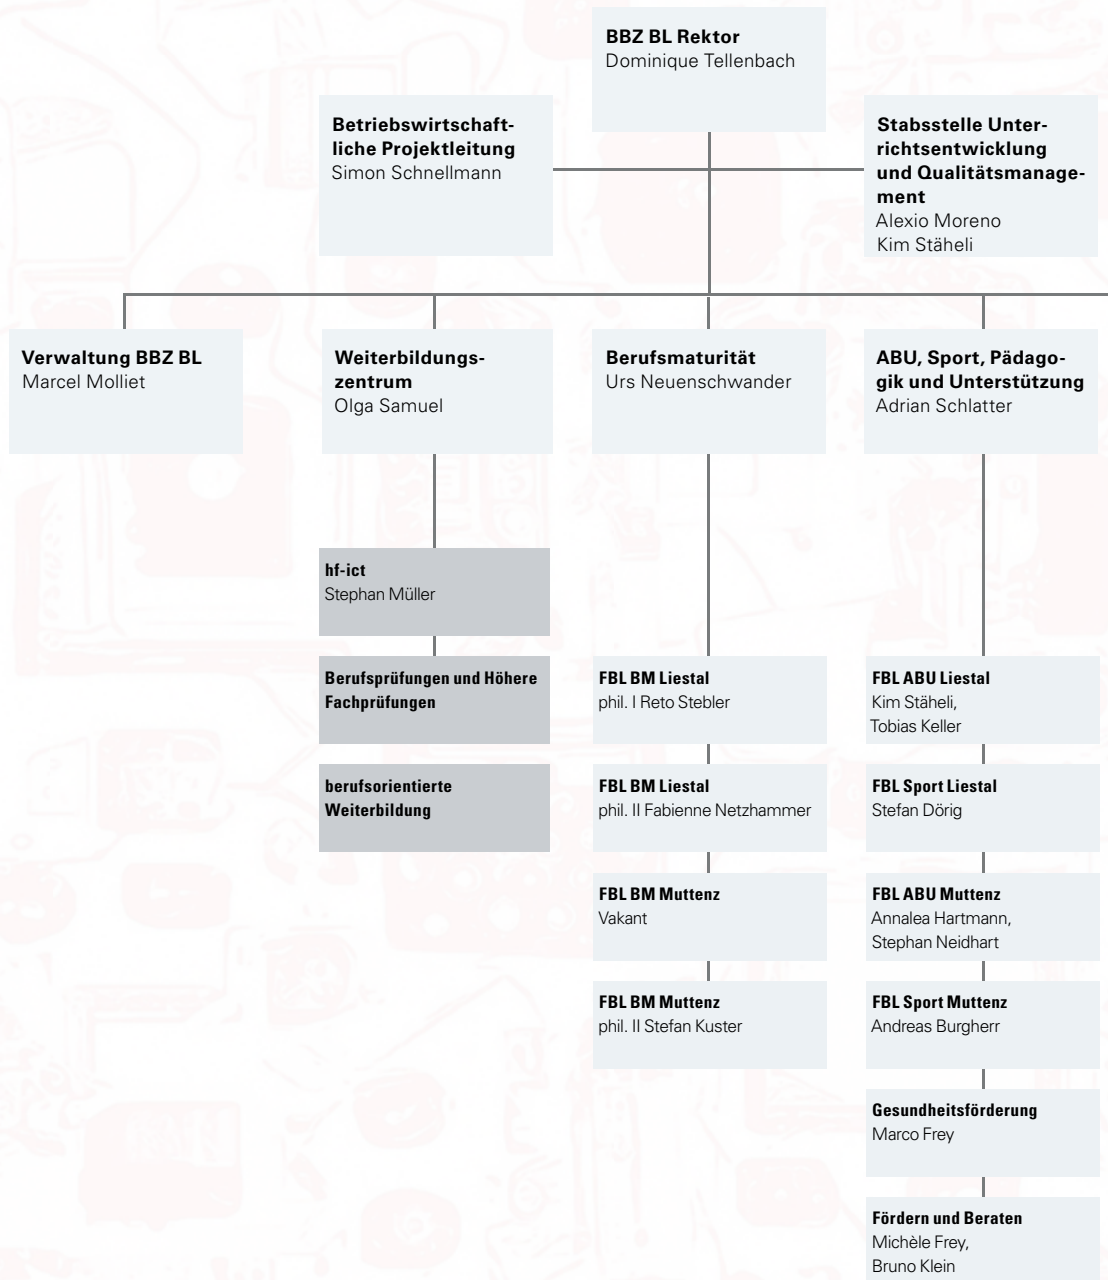 BBZ BL Rektor
Dominique Tellenbach
Betriebswirtschaft-
liche Projektleitung
Simon Schnellmann
Stabsstelle Unter-
richtsentwicklung
und Qualitätsmanage-
ment
Alexio Moreno
Kim Stäheli
Verwaltung BBZ BL
Marcel Molliet
Weiterbildungs-
zentrum
Olga Samuel
Berufsmaturität
Urs Neuenschwander
ABU, Sport, Pädago-
gik und Unterstützung
Adrian Schlatter
hf-ict
Stephan Müller
Berufsprüfungen und Höhere
Fachprüfungen
berufsorientierte
Weiterbildung
FBL BM Liestal
phil. I Reto Stebler
FBL BM Liestal
phil. II Fabienne Netzhammer
FBL BM Muttenz
Vakant
FBL BM Muttenz
phil. II Stefan Kuster
FBL ABU Liestal
Kim Stäheli,
Tobias Keller
FBL Sport Liestal
Stefan Dörig
FBL ABU Muttenz
Annalea Hartmann,
Stephan Neidhart
FBL Sport Muttenz
Andreas Burgherr
Gesundheitsförderung
Marco Frey
Fördern und Beraten
Michèle Frey,
Bruno Klein